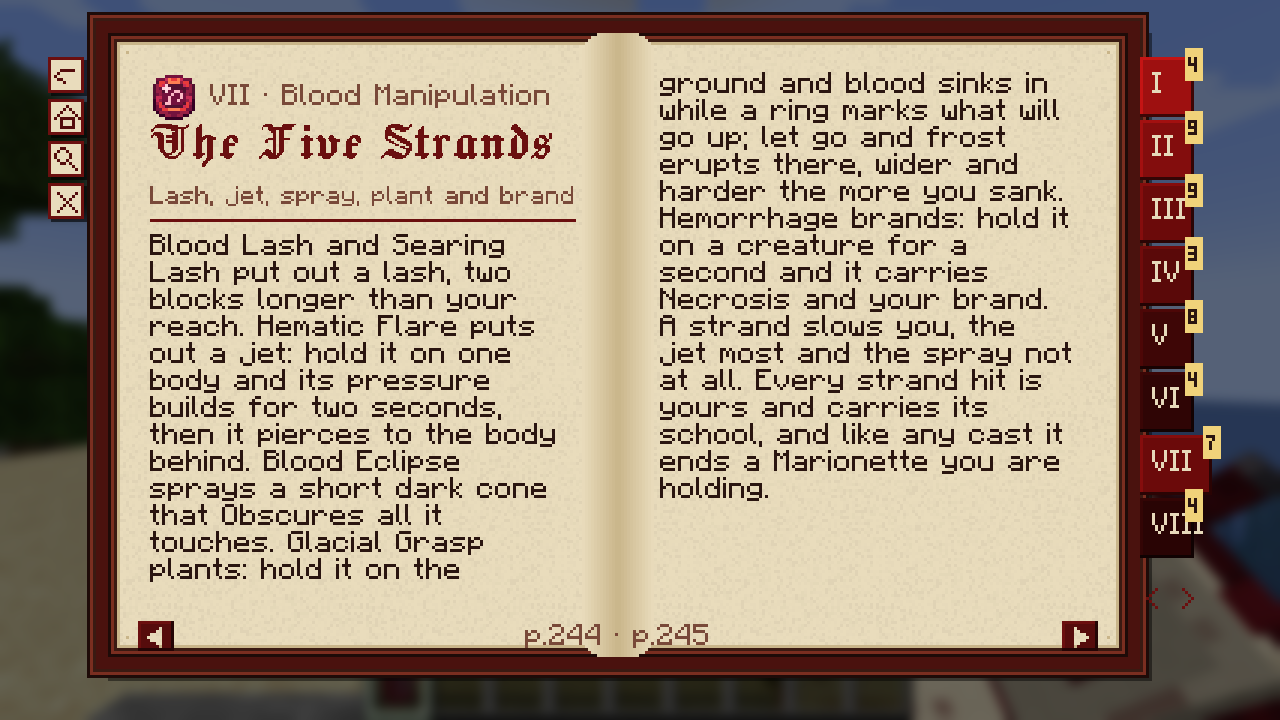 VII · Blood Manipulation
The Five Strands
Lash, jet, spray, plant and brand
Blood Lash and Searing
Lash put out a lash, two
blocks longer than your
reach. Hematic Flare puts
out a jet: hold it on one
body and its pressure
builds for two seconds,
then it pierces to the body
behind. Blood Eclipse
sprays a short dark cone
that Obscures all it
touches. Glacial Grasp
plants: hold it on the
ground and blood sinks in
while a ring marks what will
go up; let go and frost
erupts there, wider and
harder the more you sank.
Hemorrhage brands: hold it
on a creature for a
second and it carries
Necrosis and your brand.
A strand slows you, the
jet most and the spray not
at all. Every strand hit is
yours and carries its
school, and like any cast it
ends a Marionette you are
holding.
p.244 · p.245
I 4
II 9
III 9
IV 3
V 8
VI 4
VII 7
VIII 4